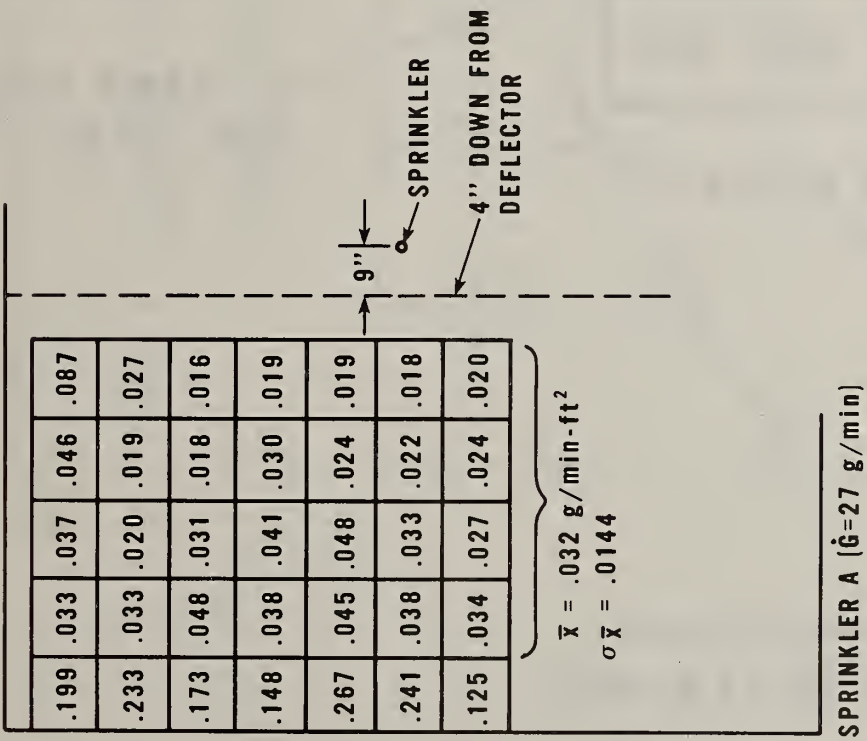 .199 .033 .037 .046 .087
.233 .033 .020 .019 .027
.173 .048 .031 .018 .016
.148 .038 .041 .030 .019
.267 .045 .048 .024 .019
.241 .038 .033 .022 .018
.125 .034 .027 .024 .020
9"
SPRINKLER
4" DOWN FROM
DEFLECTOR
x̄ = .032 g/min-ft²
σx̄ = .0144
SPRINKLER A (Ġ=27 g/min)